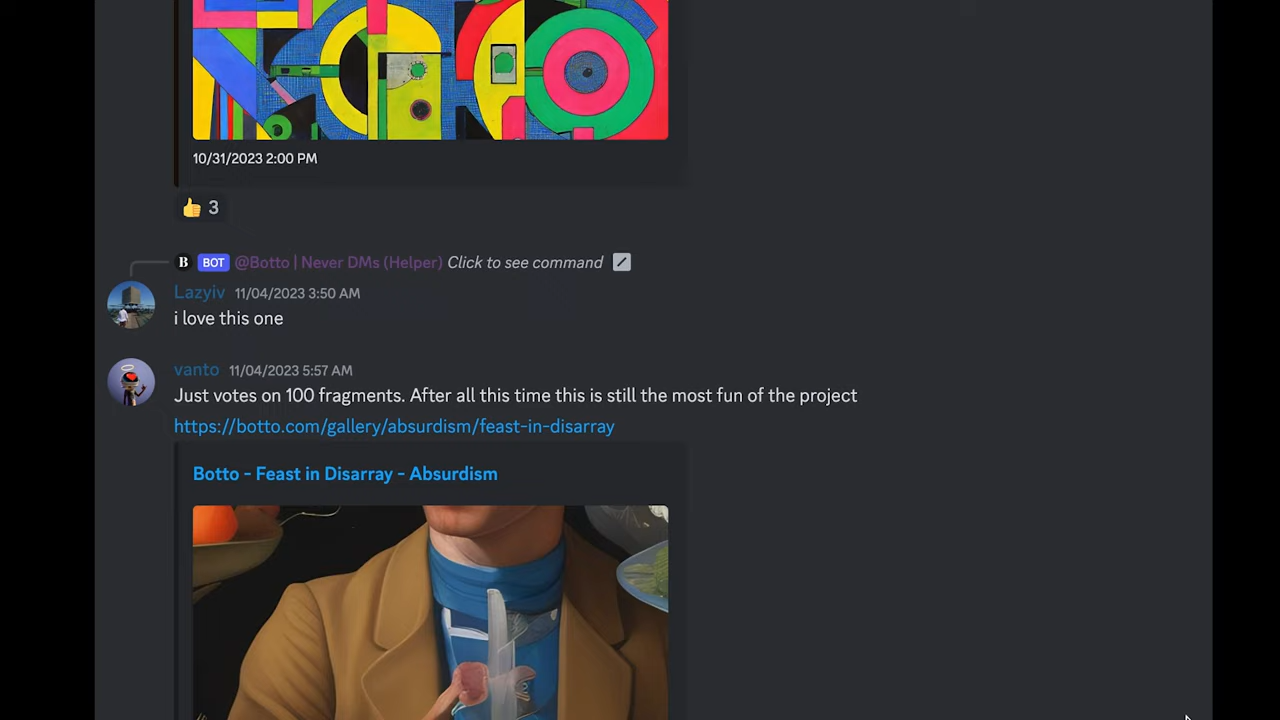 10/31/2023 2:00 PM
👍 3
B BOT @Botto | Never DMs (Helper) Click to see command
Lazyiv 11/04/2023 3:50 AM
i love this one
vanto 11/04/2023 5:57 AM
Just votes on 100 fragments. After all this time this is still the most fun of the project
https://botto.com/gallery/absurdism/feast-in-disarray
Botto - Feast in Disarray - Absurdism